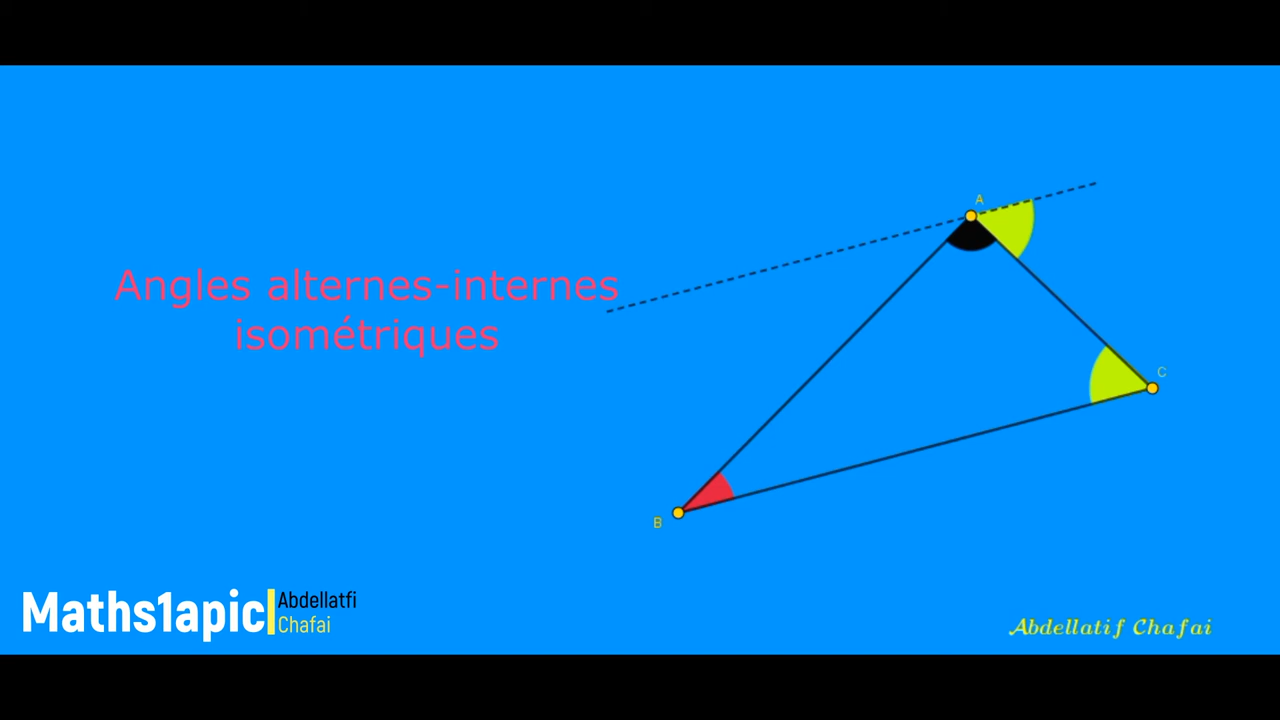 A
Angles alternes-internes
isométriques
C
B
Maths1apic
Abdellatfi
Chafai
Abdellatif Chafai